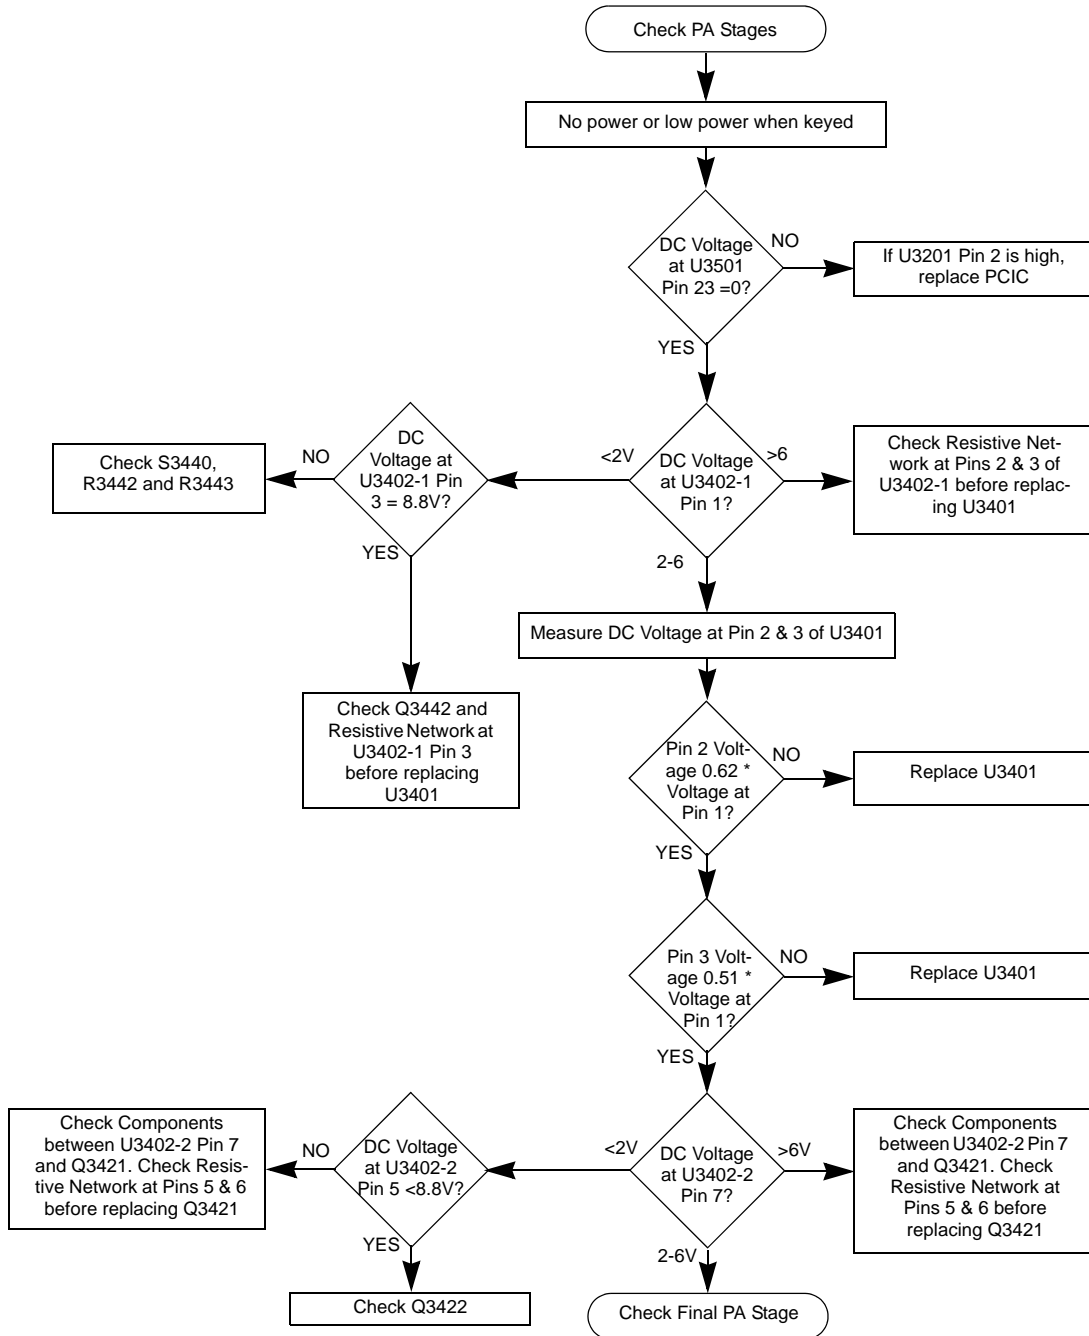 Check PA Stages
No power or low power when keyed
DC Voltage
at U3501
Pin 23 =0?
NO
If U3201 Pin 2 is high,
replace PCIC
YES
DC
Voltage at
U3402-1 Pin
3 = 8.8V?
NO
Check S3440,
R3442 and R3443
<2V
DC Voltage
at U3402-1
Pin 1?
>6
Check Resistive Net-
work at Pins 2 & 3 of
U3402-1 before replac-
ing U3401
YES
2-6
Measure DC Voltage at Pin 2 & 3 of U3401
Check Q3442 and
Resistive Network at
U3402-1 Pin 3
before replacing
U3401
Pin 2 Volt-
age 0.62 *
Voltage at
Pin 1?
NO
Replace U3401
YES
Pin 3 Volt-
age 0.51 *
Voltage at
Pin 1?
NO
Replace U3401
YES
Check Components
between U3402-2 Pin 7
and Q3421. Check Resis-
tive Network at Pins 5 & 6
before replacing Q3421
NO
DC Voltage
at U3402-2
Pin 5 <8.8V?
<2V
DC Voltage
at U3402-2
Pin 7?
>6V
Check Components
between U3402-2 Pin 7
and Q3421. Check
Resistive Network at
Pins 5 & 6 before
replacing Q3421
YES
2-6V
Check Q3422
Check Final PA Stage